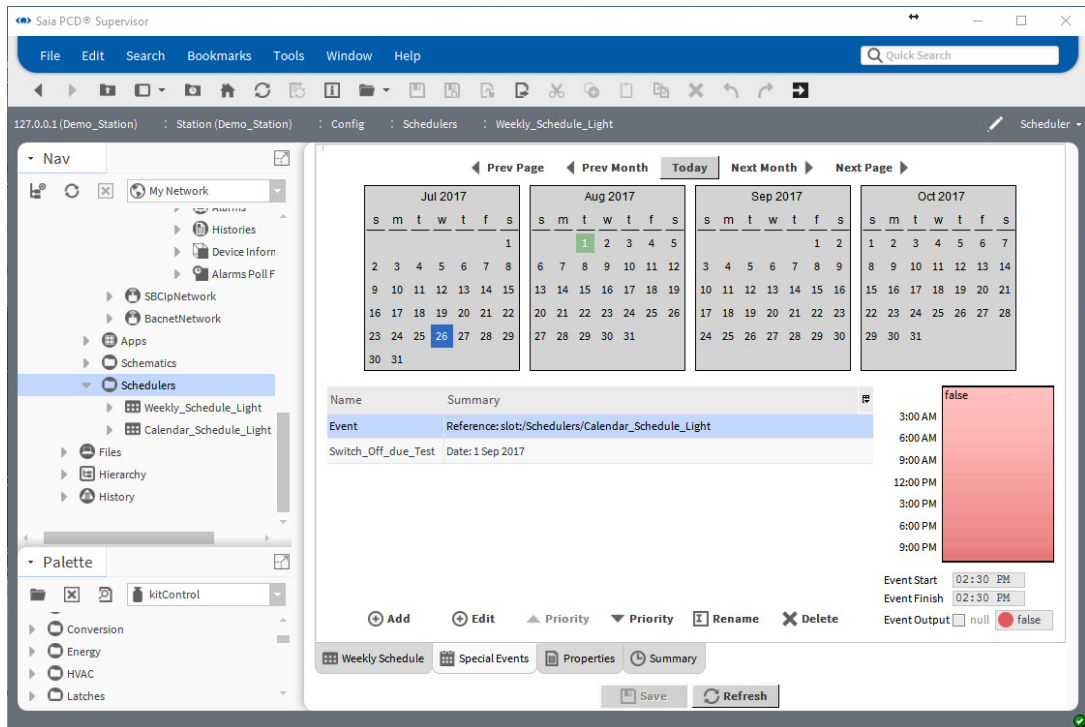 Saia PCD® Supervisor
File Edit Search Bookmarks Tools Window Help
Quick Search
127.0.0.1 (Demo_Station) : Station (Demo_Station) : Config : Schedulers : Weekly_Schedule_Light
Scheduler
Nav
My Network
Alarms
Histories
Device Inforn
Alarms Poll F
SBCIpNetwork
BacnetNetwork
Apps
Schematics
Schedulers
Weekly_Schedule_Light
Calendar_Schedule_Light
Files
Hierarchy
History
Palette
kitControl
Conversion
Energy
HVAC
Latches
Prev Page Prev Month Today Next Month Next Page
Jul 2017
s m t w t f s
1
2 3 4 5 6 7 8
9 10 11 12 13 14 15
16 17 18 19 20 21 22
23 24 25 26 27 28 29
30 31
Aug 2017
s m t w t f s
1 2 3 4 5
6 7 8 9 10 11 12
13 14 15 16 17 18 19
20 21 22 23 24 25 26
27 28 29 30 31
Sep 2017
s m t w t f s
1 2
3 4 5 6 7 8 9
10 11 12 13 14 15 16
17 18 19 20 21 22 23
24 25 26 27 28 29 30
Oct 2017
s m t w t f s
1 2 3 4 5 6 7
8 9 10 11 12 13 14
15 16 17 18 19 20 21
22 23 24 25 26 27 28
29 30 31
Name Summary
Event Reference: slot:/Schedulers/Calendar_Schedule_Light
Switch_Off_due_Test Date: 1 Sep 2017
false
3:00 AM
6:00 AM
9:00 AM
12:00 PM
3:00 PM
6:00 PM
9:00 PM
Event Start 02:30 PM
Event Finish 02:30 PM
Event Output null false
Add Edit Priority Priority Rename Delete
Weekly Schedule Special Events Properties Summary
Save Refresh